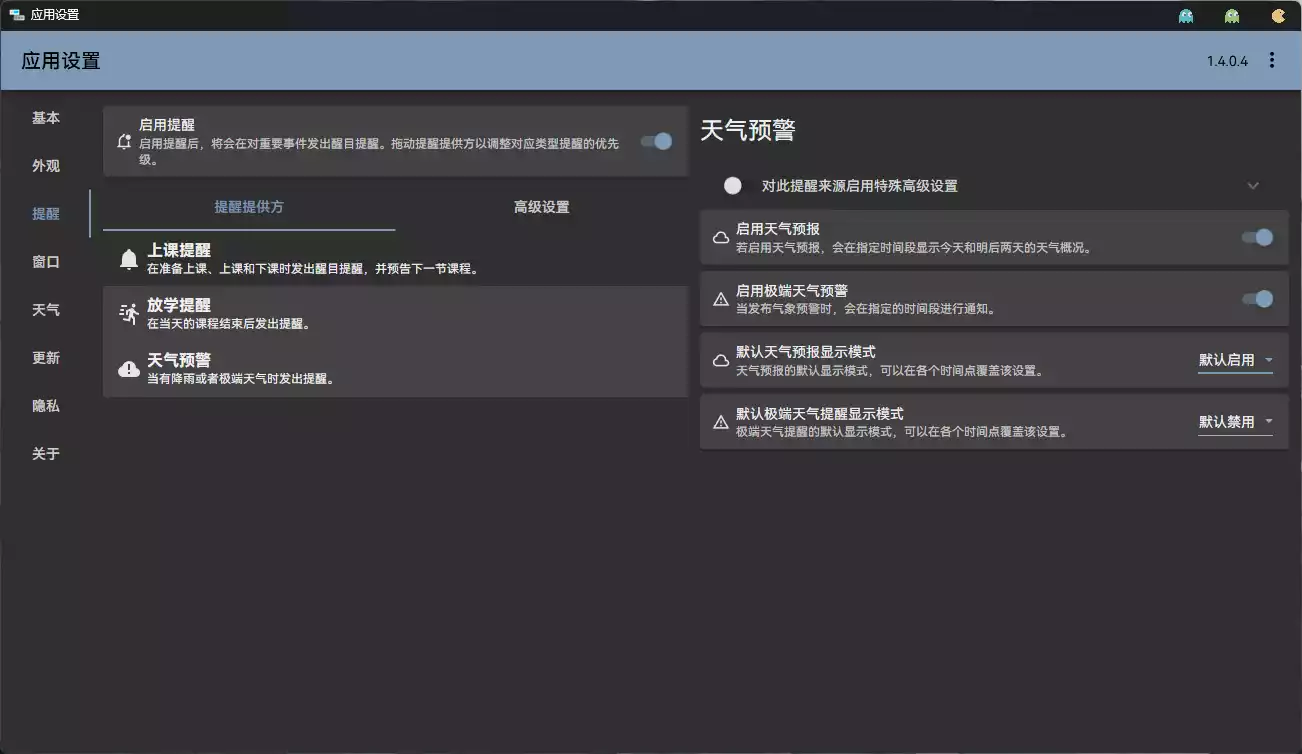 应用设置
应用设置
1.4.0.4
基本
外观
提醒
窗口
天气
更新
隐私
关于
启用提醒
启用提醒后，将会在对重要事件发出醒目提醒。拖动提醒提供方以调整对应类型提醒的优先
级。
提醒提供方
高级设置
上课提醒
在准备上课、上课和下课时发出醒目提醒，并预告下一节课程。
放学提醒
在当天的课程结束后发出提醒。
天气预警
当有降雨或者极端天气时发出提醒。
天气预警
对此提醒来源启用特殊高级设置
启用天气预报
若启用天气预报，会在指定时间段显示今天和明后两天的天气概况。
启用极端天气预警
当发布气象预警时，会在指定的时间段进行通知。
默认天气预报显示模式
天气预报的默认显示模式，可以在各个时间点覆盖该设置。
默认启用
默认极端天气提醒显示模式
极端天气提醒的默认显示模式，可以在各个时间点覆盖该设置。
默认禁用